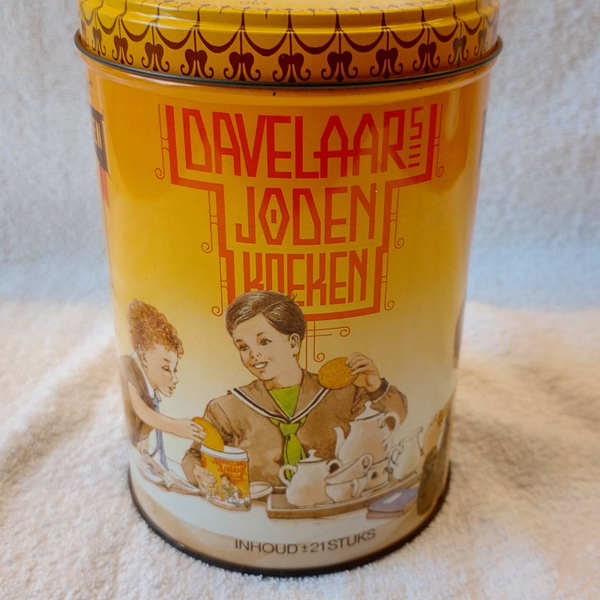 DAVELAAR'S
JODEN
KOEKEN
INHOUD ± 21 STUKS